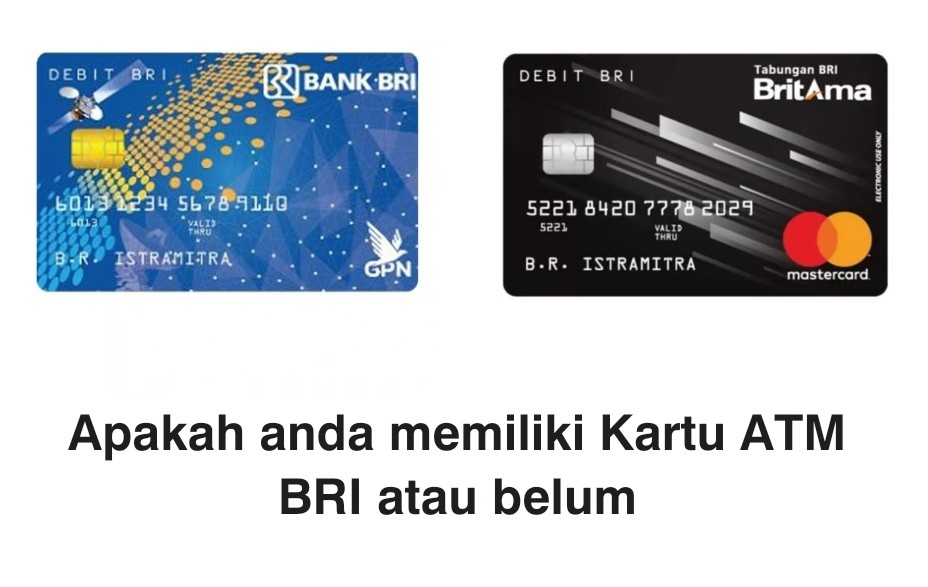 DEBIT BRI
BANK BRI
6013 1234 5678 9110
6013
VALID
THRU
B.R. ISTRAMITRA
GPN
DEBIT BRI
Tabungan BRI
BritAma
ELECTRONIC USE ONLY
5221 8420 7778 2029
5221
VALID
THRU
B.R. ISTRAMITRA
mastercard
Apakah anda memiliki Kartu ATM
BRI atau belum